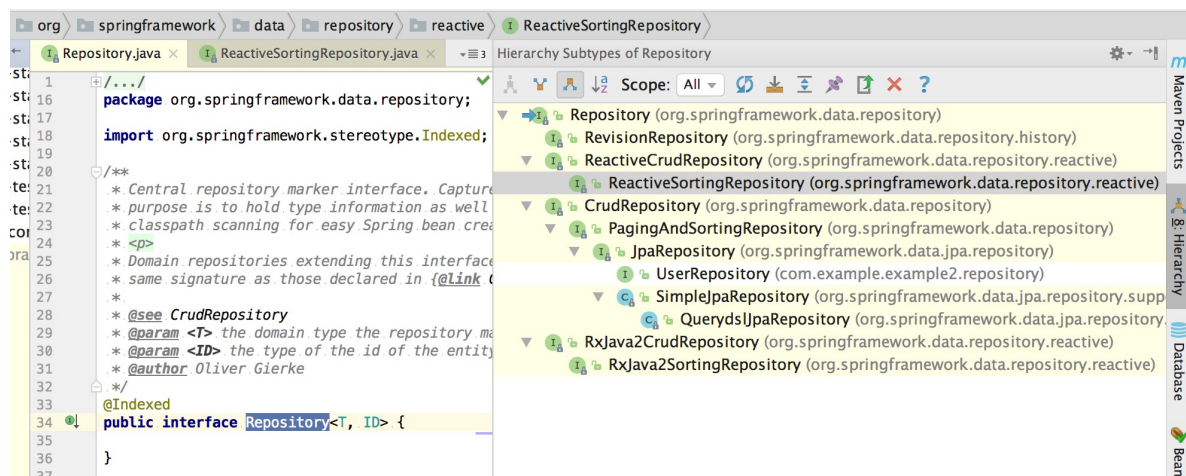 org springframework data repository reactive ReactiveSortingRepository
Repository.java × ReactiveSortingRepository.java × 3 Hierarchy Subtypes of Repository
Scope: All ?
1 /.../
16 package org.springframework.data.repository;
17
18 import org.springframework.stereotype.Indexed;
19
20 /**
21 * Central repository marker interface. Capture
22 * purpose is to hold type information as well
23 * classpath scanning for easy Spring bean crea
24 * <p>
25 * Domain repositories extending this interface
26 * same signature as those declared in {@link C
27 *
28 * @see CrudRepository
29 * @param <T> the domain type the repository ma
30 * @param <ID> the type of the id of the entity
31 * @author Oliver Gierke
32 */
33 @Indexed
34 public interface Repository<T, ID> {
35
36 }
37
Repository (org.springframework.data.repository)
RevisionRepository (org.springframework.data.repository.history)
ReactiveCrudRepository (org.springframework.data.repository.reactive)
ReactiveSortingRepository (org.springframework.data.repository.reactive)
CrudRepository (org.springframework.data.repository)
PagingAndSortingRepository (org.springframework.data.repository)
JpaRepository (org.springframework.data.jpa.repository)
UserRepository (com.example.example2.repository)
SimpleJpaRepository (org.springframework.data.jpa.repository.supp
QuerydslJpaRepository (org.springframework.data.jpa.repository.
RxJava2CrudRepository (org.springframework.data.repository.reactive)
RxJava2SortingRepository (org.springframework.data.repository.reactive)
Maven Projects
8: Hierarchy
Database
Bean